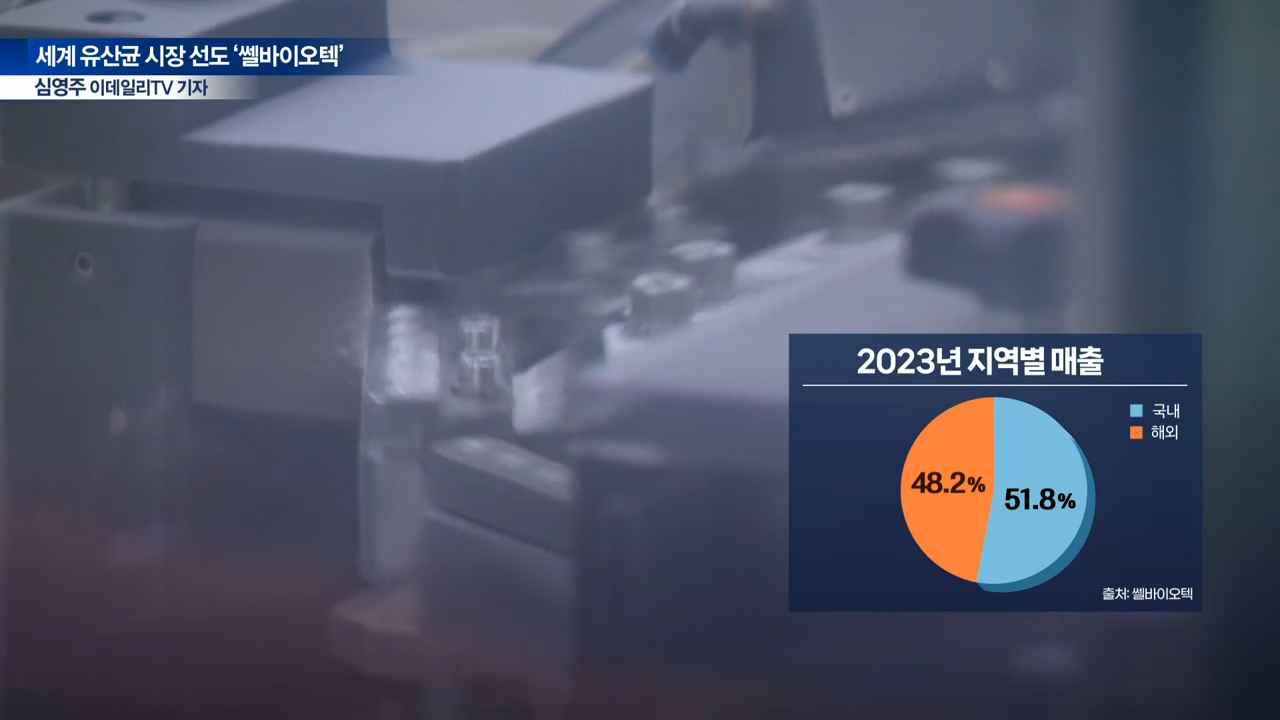 세계 유산균 시장 선도 ‘쎌바이오텍’
심영주 이데일리TV 기자
2023년 지역별 매출
국내
해외
48.2%
51.8%
출처: 쎌바이오텍